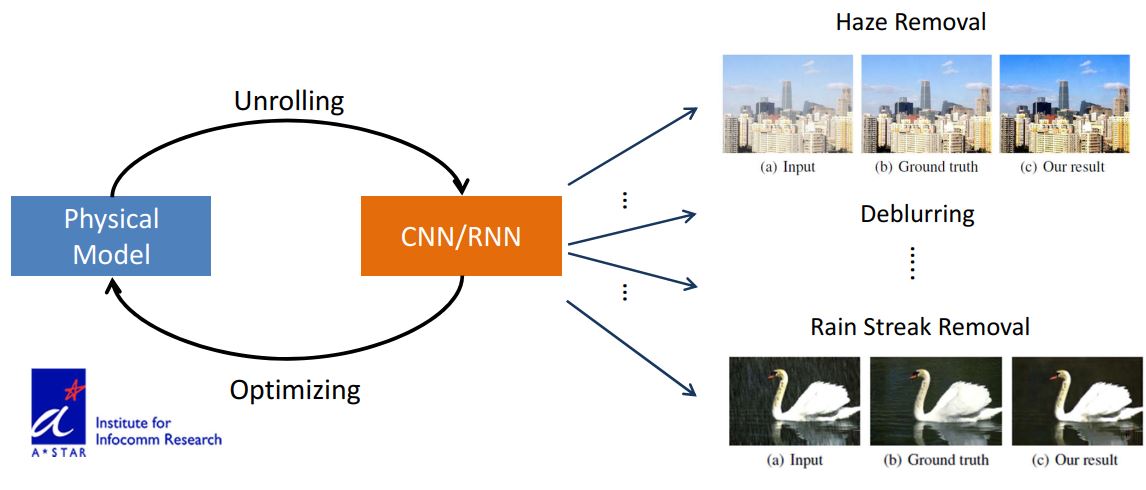 Haze Removal
Unrolling
(a) Input
(b) Ground truth
(c) Our result
Physical
Model
CNN/RNN
...
Deblurring
......
...
Rain Streak Removal
Optimizing
a
A★STAR
Institute for
Infocomm Research
(a) Input
(b) Ground truth
(c) Our result